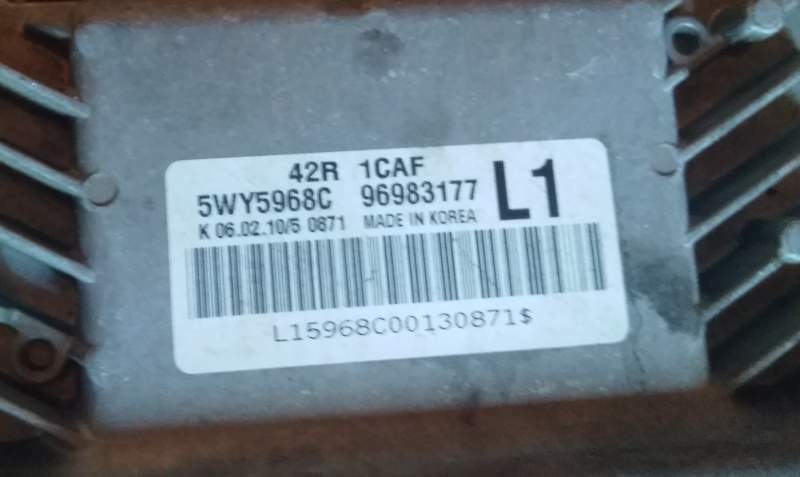 42R 1CAF
5WY5968C 96983177 L1
K 06.02.10/5 0871 MADE IN KOREA
L15968C00130871$